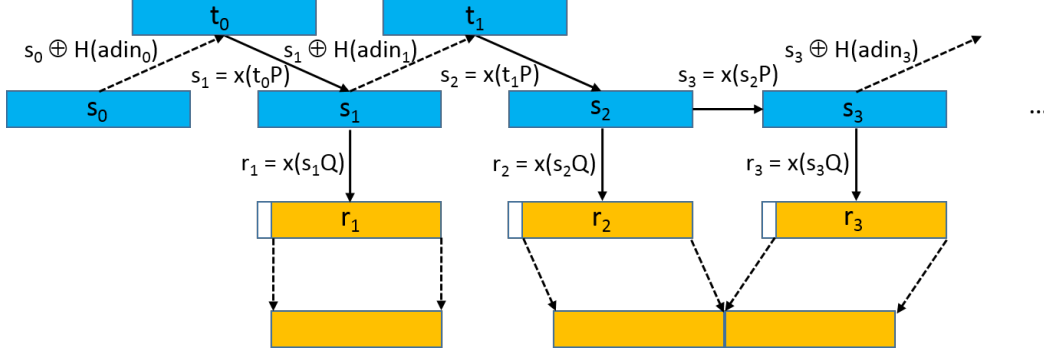 t₀
t₁
s₀ ⊕ H(adin₀)
s₁ ⊕ H(adin₁)
s₃ ⊕ H(adin₃)
s₁ = x(t₀P)
s₂ = x(t₁P)
s₃ = x(s₂P)
s₀
s₁
s₂
s₃
...
r₁ = x(s₁Q)
r₂ = x(s₂Q)
r₃ = x(s₃Q)
r₁
r₂
r₃